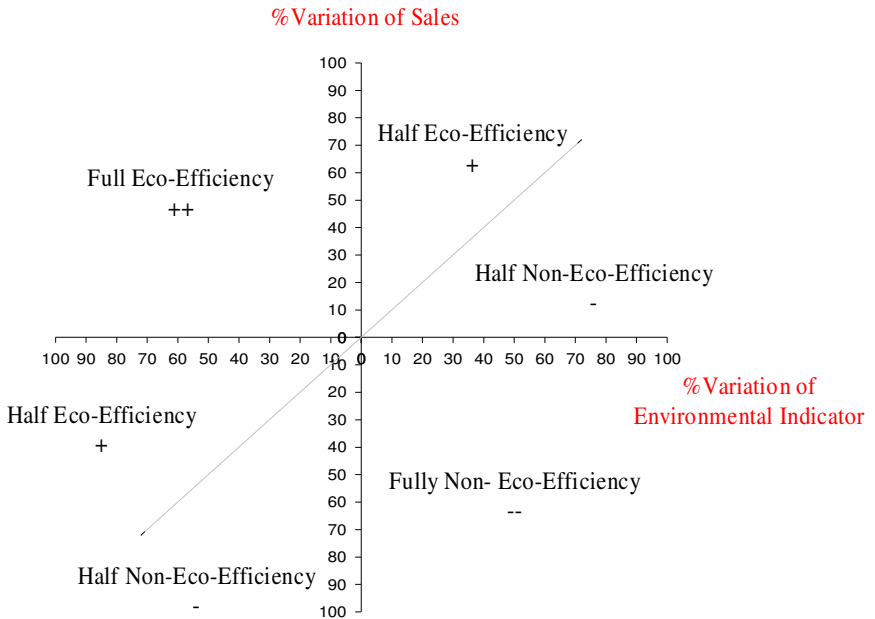 %Variation of Sales
100
90
80
70
60
50
40
30
20
10
0
Half Eco-Efficiency
+
Full Eco-Efficiency
++
Half Non-Eco-Efficiency
-
100 90 80 70 60 50 40 30 20 10 0 10 20 30 40 50 60 70 80 90 100
%Variation of
Environmental Indicator
10
20
30
40
50
60
70
80
90
100
Half Eco-Efficiency
+
Fully Non- Eco-Efficiency
--
Half Non-Eco-Efficiency
-